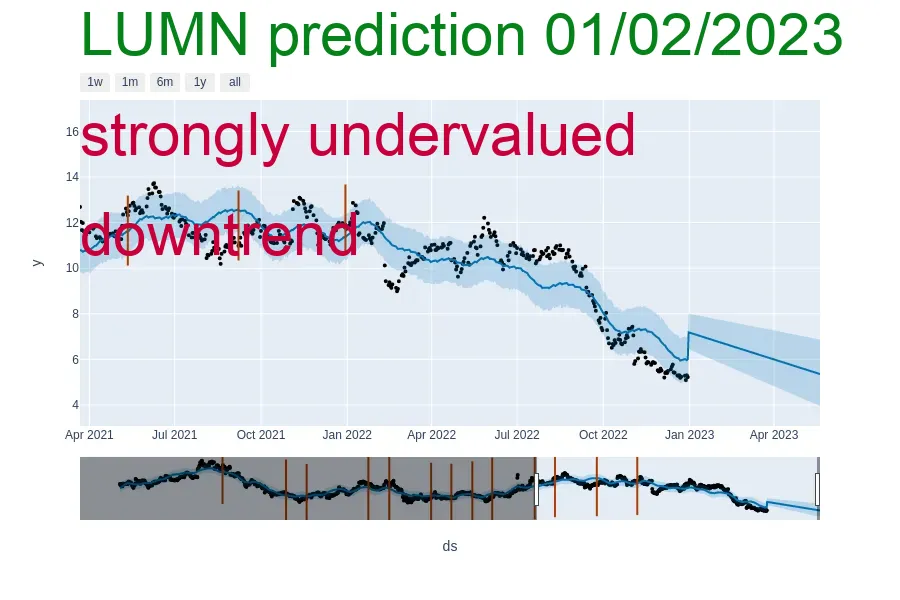 LUMN prediction 01/02/2023
1w 1m 6m 1y all
strongly undervalued
downtrend
16
14
12
10
8
6
4
y
Apr 2021 Jul 2021 Oct 2021 Jan 2022 Apr 2022 Jul 2022 Oct 2022 Jan 2023 Apr 2023
ds